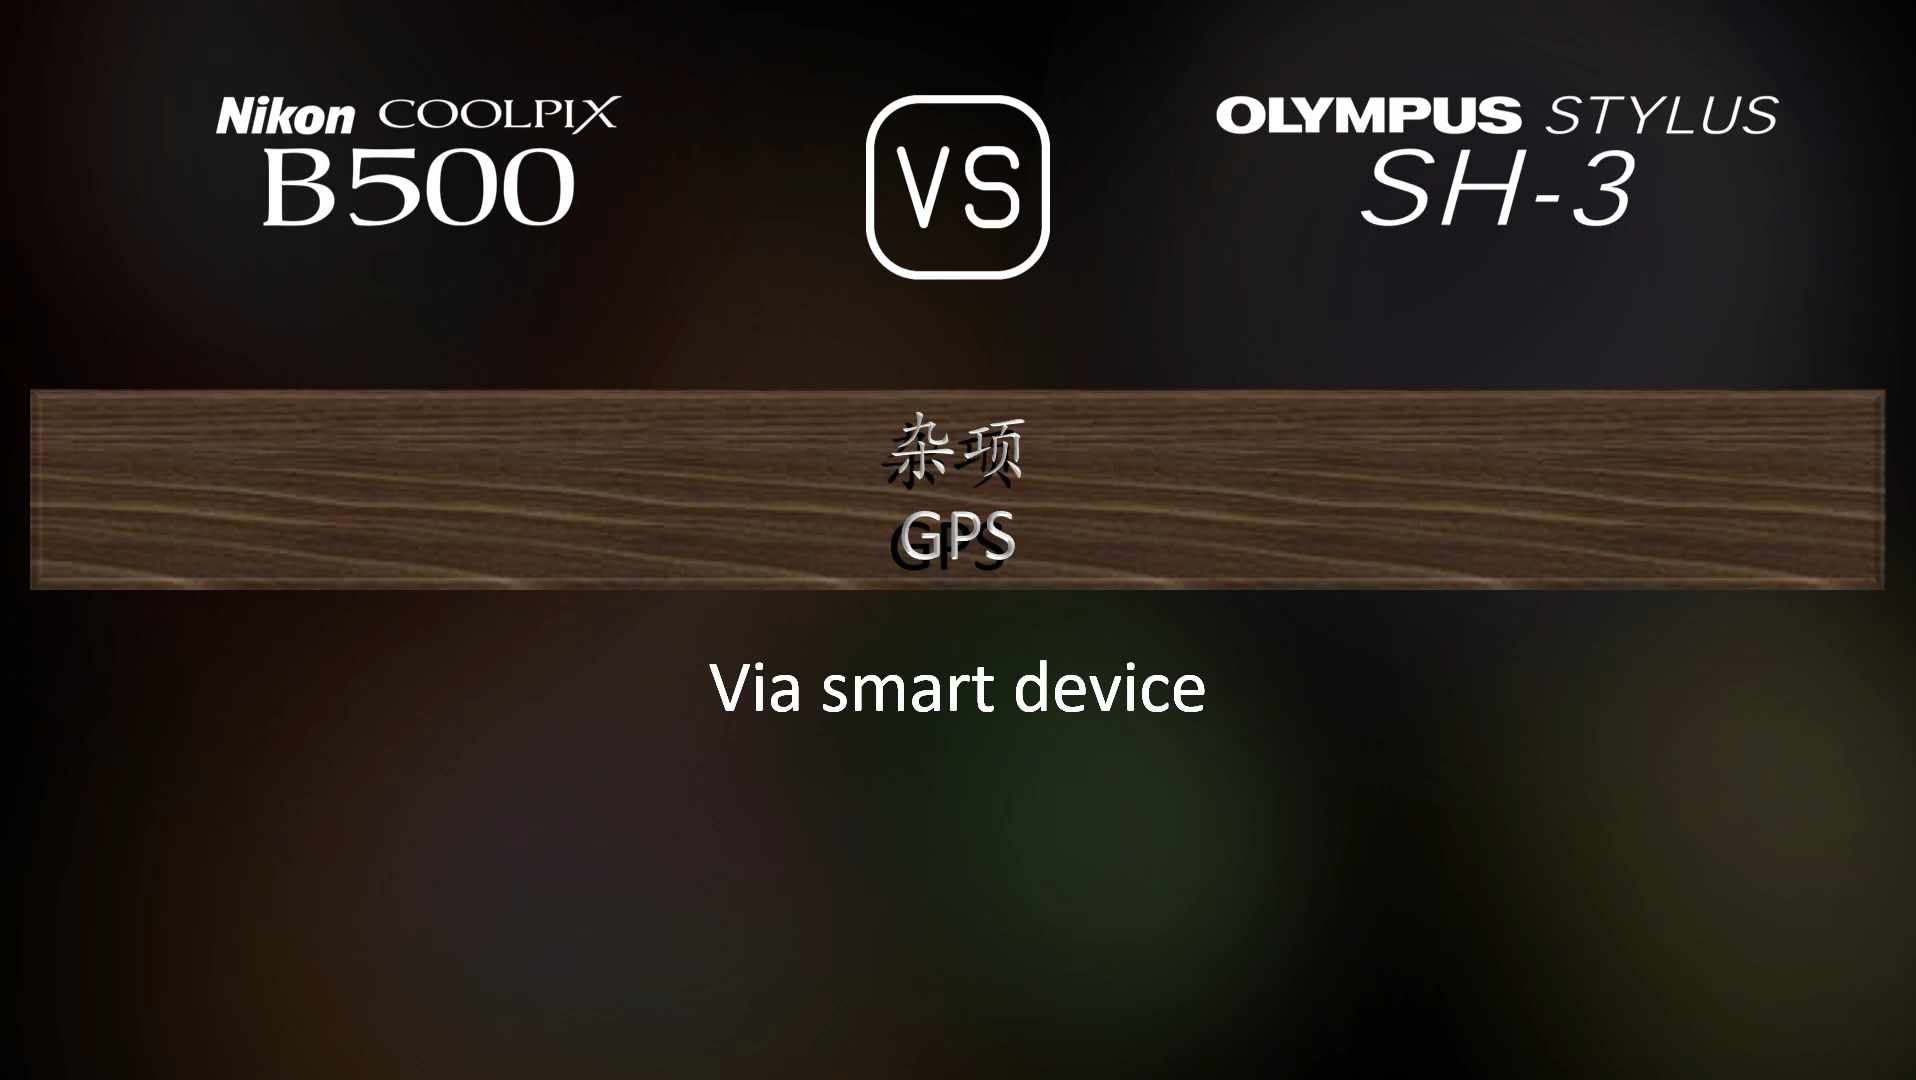 Nikon COOLPIX
B500
VS
OLYMPUS STYLUS
SH-3
杂项
GPS
Via smart device